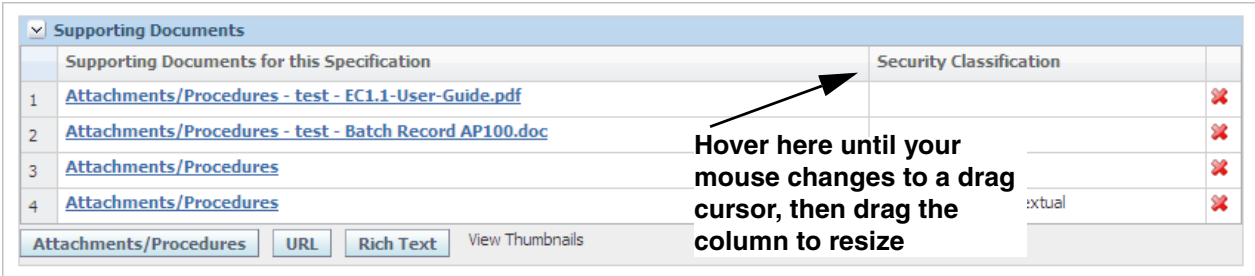 Supporting Documents
Supporting Documents for this Specification Security Classification
1 Attachments/Procedures - test - EC1.1-User-Guide.pdf
2 Attachments/Procedures - test - Batch Record AP100.doc
3 Attachments/Procedures
4 Attachments/Procedures
Hover here until your
mouse changes to a drag
cursor, then drag the
column to resize
Attachments/Procedures URL Rich Text View Thumbnails